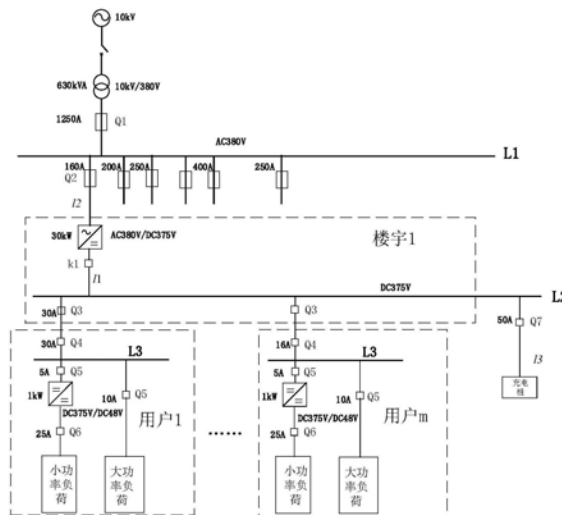 10kV
630kVA 10kV/380V
1250A Q1
AC380V L1
160A 200A 250A 400A 250A
Q2
l2
30kW AC380V/DC375V 楼宇1
k1
l1
DC375V
30A Q3 Q3 50A Q7
30A Q4 16A Q4
l3
L3 L3
5A Q5 5A Q5
充电
1kW 10A Q5 1kW 10A Q5
DC375V/DC48V 用户1 DC375V/DC48V 用户m
25A Q6 …… 25A Q6
小功率负荷 大功率负荷 小功率负荷 大功率负荷